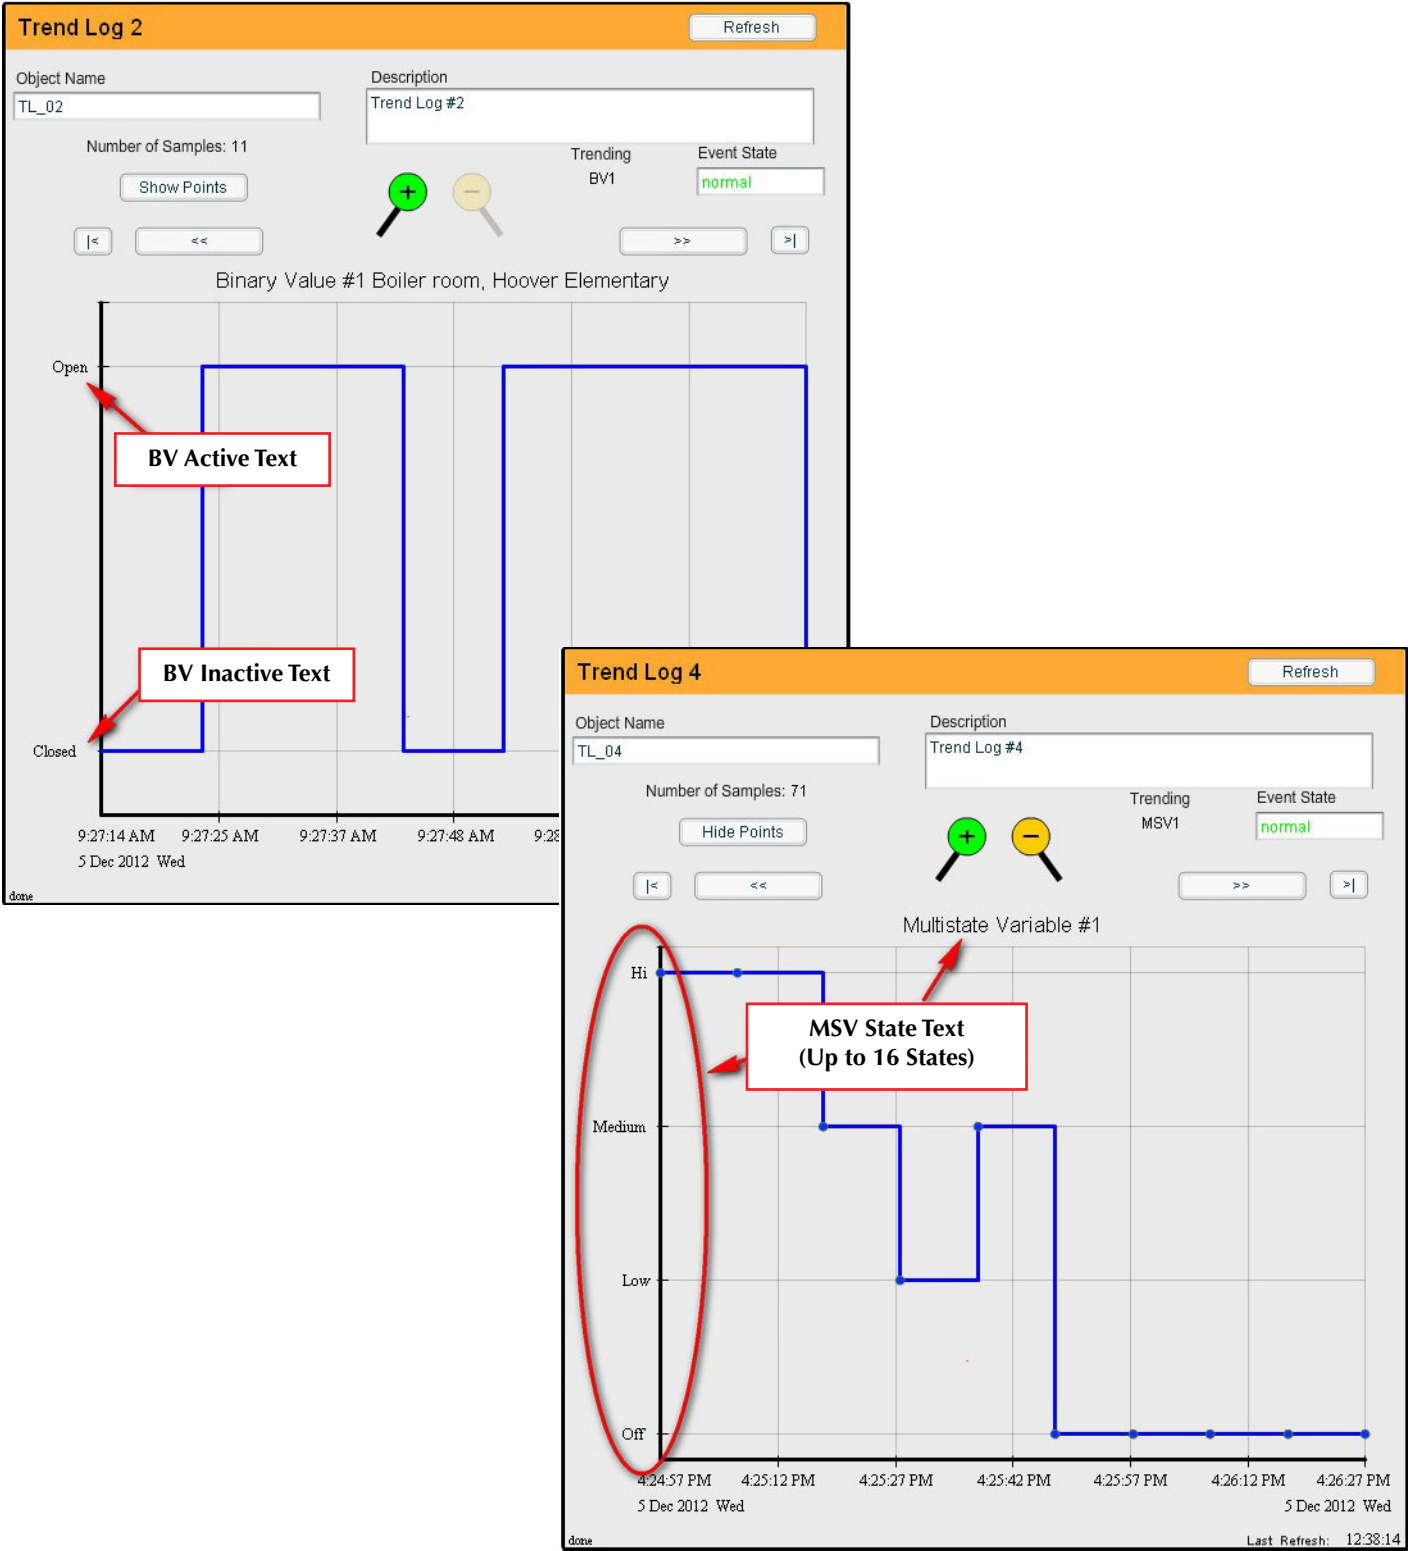 Trend Log 2
Refresh
Object Name
Description
TL_02
Trend Log #2
Number of Samples: 11
Trending
Event State
Show Points
+
−
BV1
normal
|<
<<
>>
>|
Binary Value #1 Boiler room, Hoover Elementary
Open
BV Active Text
BV Inactive Text
Closed
9:27:14 AM 9:27:25 AM 9:27:37 AM 9:27:48 AM 9:28
5 Dec 2012 Wed
done
Trend Log 4
Refresh
Object Name
Description
TL_04
Trend Log #4
Number of Samples: 71
Trending
Event State
Hide Points
+
−
MSV1
normal
|<
<<
>>
>|
Multistate Variable #1
Hi
MSV State Text
(Up to 16 States)
Medium
Low
Off
4:24:57 PM 4:25:12 PM 4:25:27 PM 4:25:42 PM 4:25:57 PM 4:26:12 PM 4:26:27 PM
5 Dec 2012 Wed
5 Dec 2012 Wed
done
Last Refresh: 12:38:14